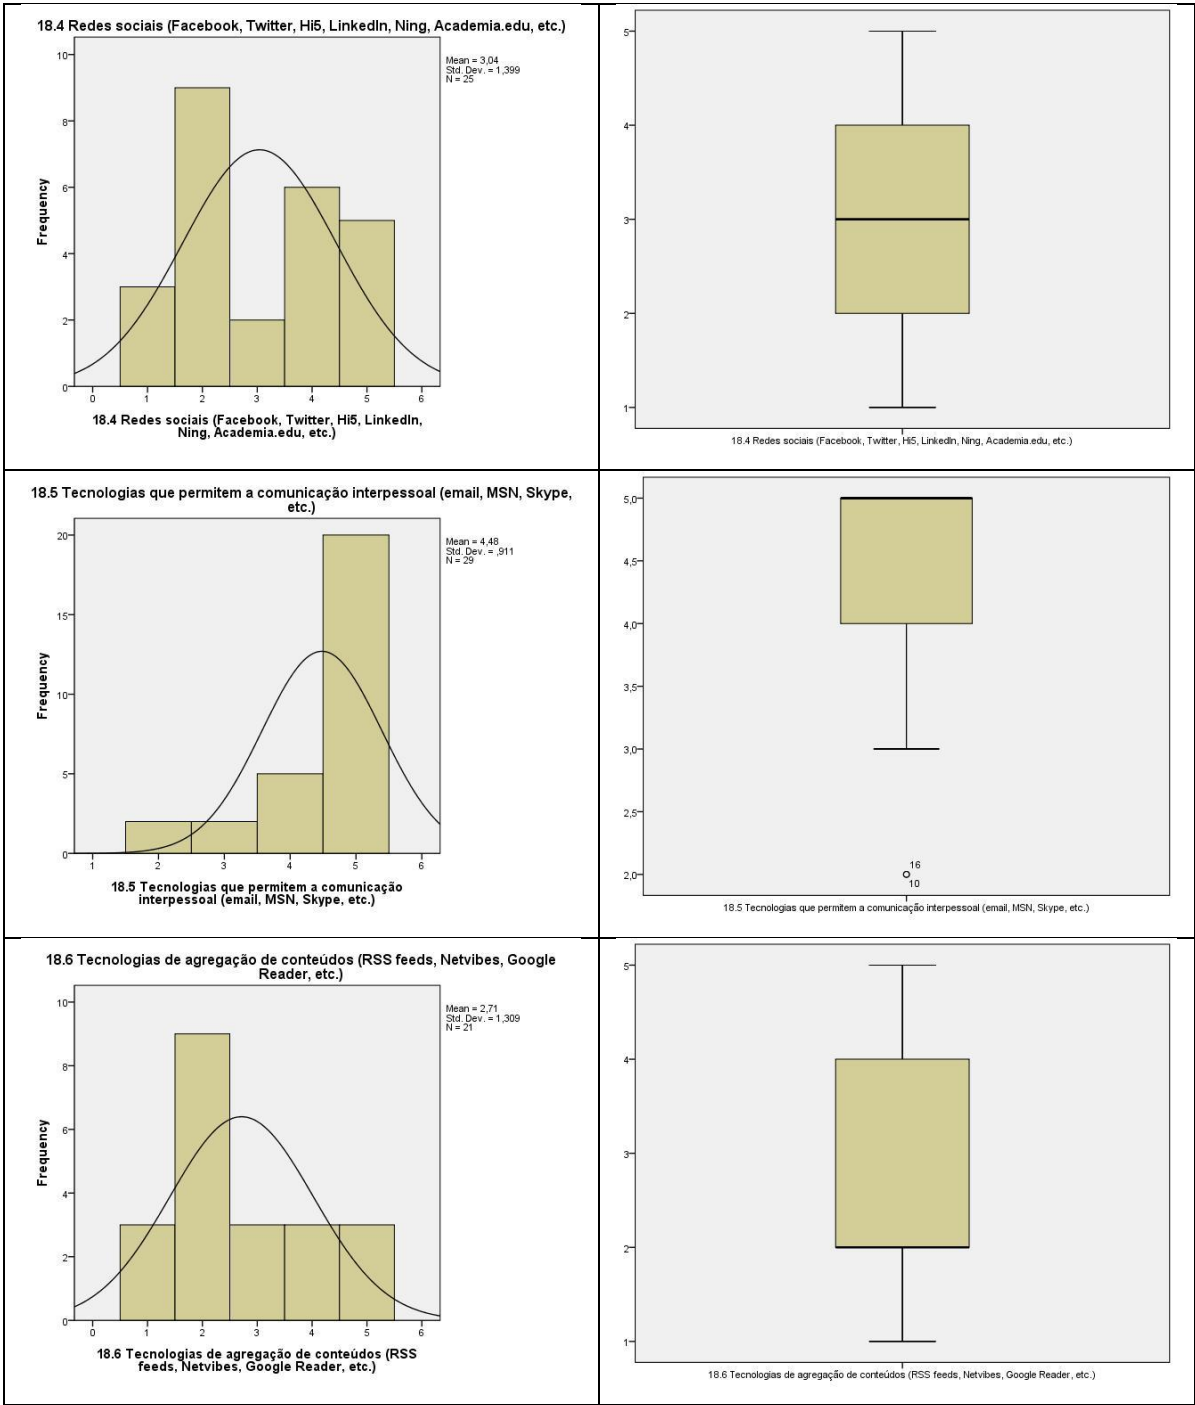 18.4 Redes sociais (Facebook, Twitter, Hi5, LinkedIn, Ning, Academia.edu, etc.)
Mean = 3,04
Std. Dev. = 1,399
N = 25
10
8
6
4
2
0
Frequency
0 1 2 3 4 5 6
18.4 Redes sociais (Facebook, Twitter, Hi5, LinkedIn,
Ning, Academia.edu, etc.)
5
4
3
2
1
18.4 Redes sociais (Facebook, Twitter, Hi5, LinkedIn, Ning, Academia.edu, etc.)
18.5 Tecnologias que permitem a comunicação interpessoal (email, MSN, Skype,
etc.)
Mean = 4,48
Std. Dev. = ,911
N = 29
20
15
10
5
0
Frequency
1 2 3 4 5 6
18.5 Tecnologias que permitem a comunicação
interpessoal (email, MSN, Skype, etc.)
5,0
4,5
4,0
3,5
3,0
2,5
2,0
16
10
18.5 Tecnologias que permitem a comunicação interpessoal (email, MSN, Skype, etc.)
18.6 Tecnologias de agregação de conteúdos (RSS feeds, Netvibes, Google
Reader, etc.)
Mean = 2,71
Std. Dev. = 1,309
N = 21
10
8
6
4
2
0
Frequency
0 1 2 3 4 5 6
18.6 Tecnologias de agregação de conteúdos (RSS
feeds, Netvibes, Google Reader, etc.)
5
4
3
2
1
18.6 Tecnologias de agregação de conteúdos (RSS feeds, Netvibes, Google Reader, etc.)